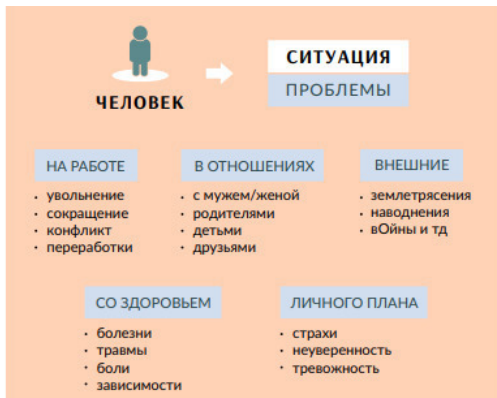 ЧЕЛОВЕК
СИТУАЦИЯ
ПРОБЛЕМЫ
НА РАБОТЕ
· увольнение
· сокращение
· конфликт
· переработки
В ОТНОШЕНИЯХ
· с мужем/женой
· родителями
· детьми
· друзьями
ВНЕШНИЕ
· землетрясения
· наводнения
· вОйны и тд
СО ЗДОРОВЬЕМ
· болезни
· травмы
· боли
· зависимости
ЛИЧНОГО ПЛАНА
· страхи
· неуверенность
· тревожность